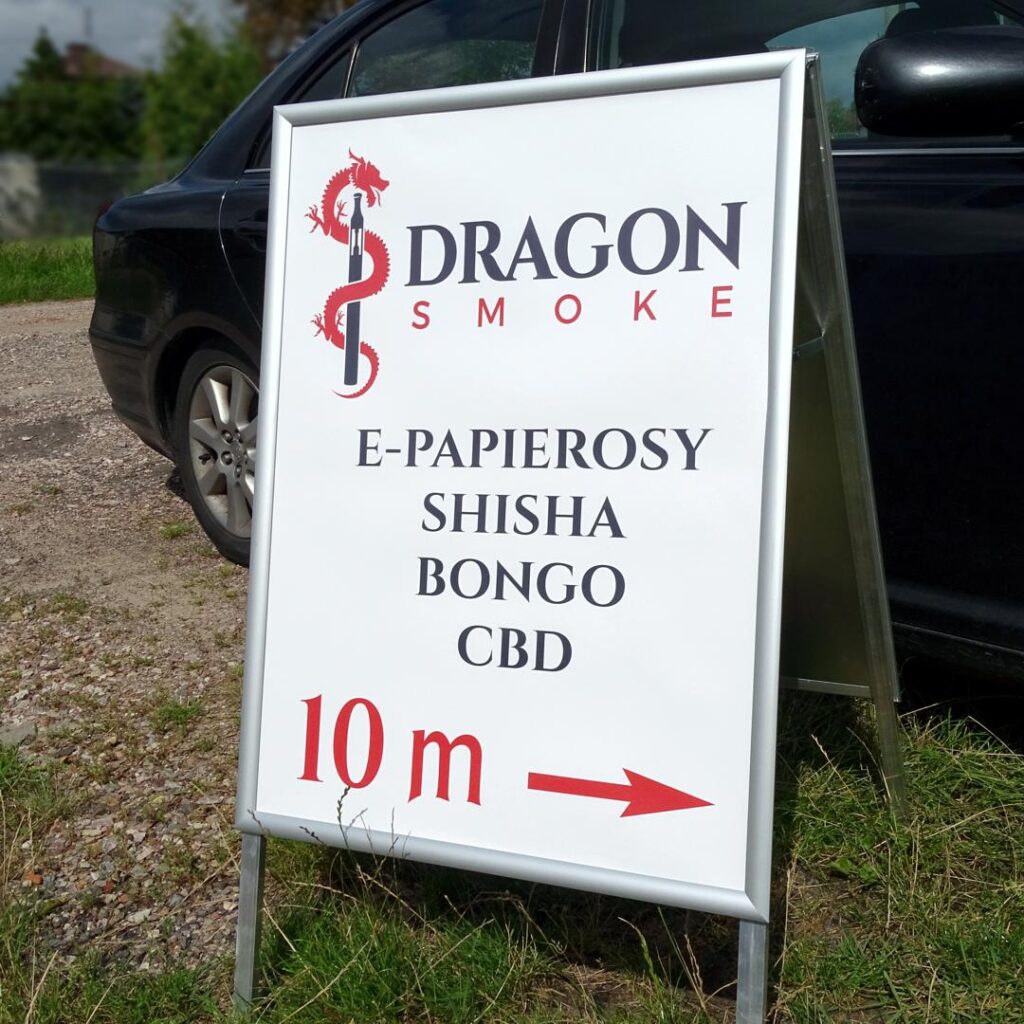 DRAGON
SMOKE
E-PAPIEROSY
SHISHA
BONGO
CBD
10 m